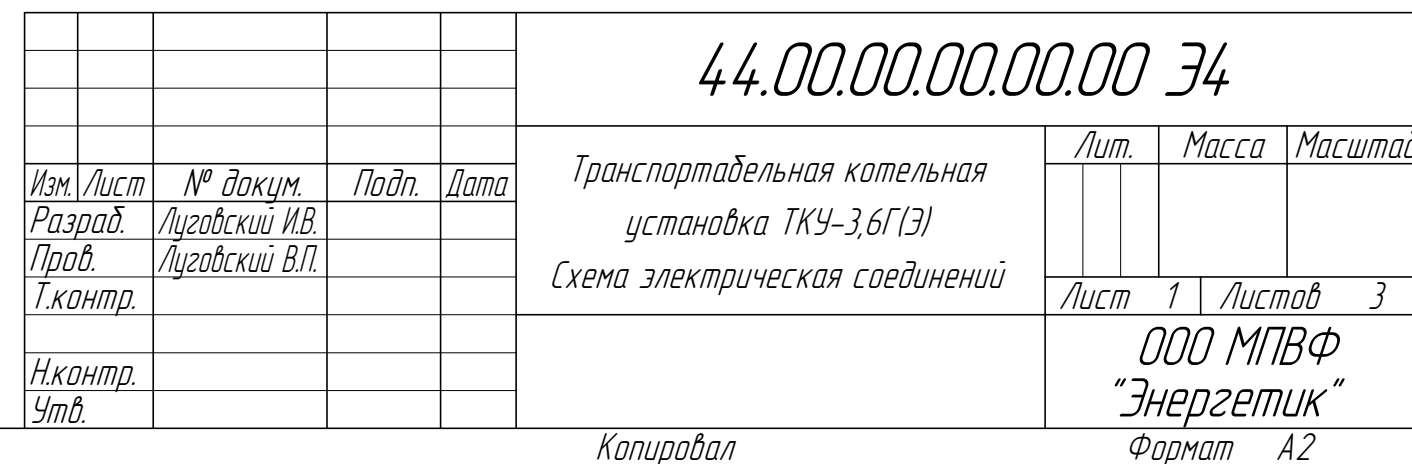 44.00.00.00.00.00 Э4
Транспортабельная котельная
установка ТКУ-3,6Г(Э)
Схема электрическая соединений
Лит. Масса Масштаб
Изм. Лист № докум. Подп. Дата
Разраб. Луговский И.В.
Пров. Луговский В.П.
Т.контр.
Лист 1 Листов 3
Н.контр.
Утв.
ООО МПВФ
"Энергетик"
Копировал Формат А2